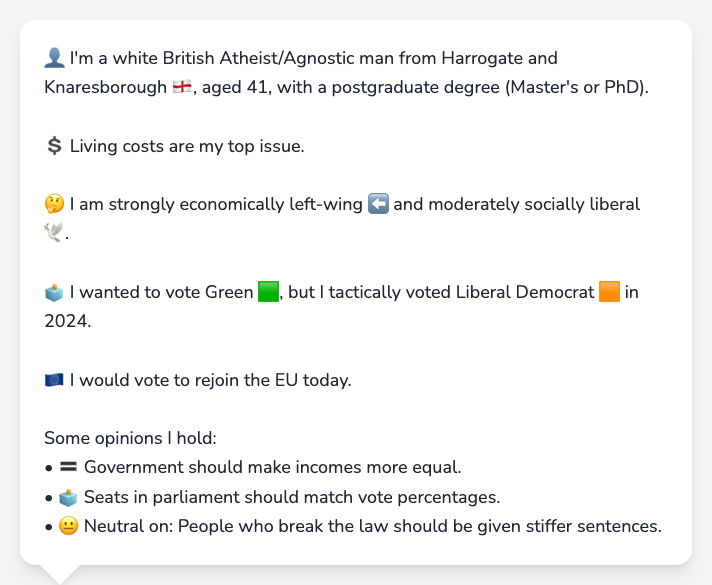 👤 I'm a white British Atheist/Agnostic man from Harrogate and
Knaresborough 🏴󠁧󠁢󠁥󠁮󠁧󠁿, aged 41, with a postgraduate degree (Master's or PhD).
💲 Living costs are my top issue.
🤔 I am strongly economically left-wing ⬅️ and moderately socially liberal
🕊️.
🗳️ I wanted to vote Green 🟩, but I tactically voted Liberal Democrat 🟧 in
2024.
🇪🇺 I would vote to rejoin the EU today.
Some opinions I hold:
• 🟰 Government should make incomes more equal.
• 🗳️ Seats in parliament should match vote percentages.
• 😐 Neutral on: People who break the law should be given stiffer sentences.